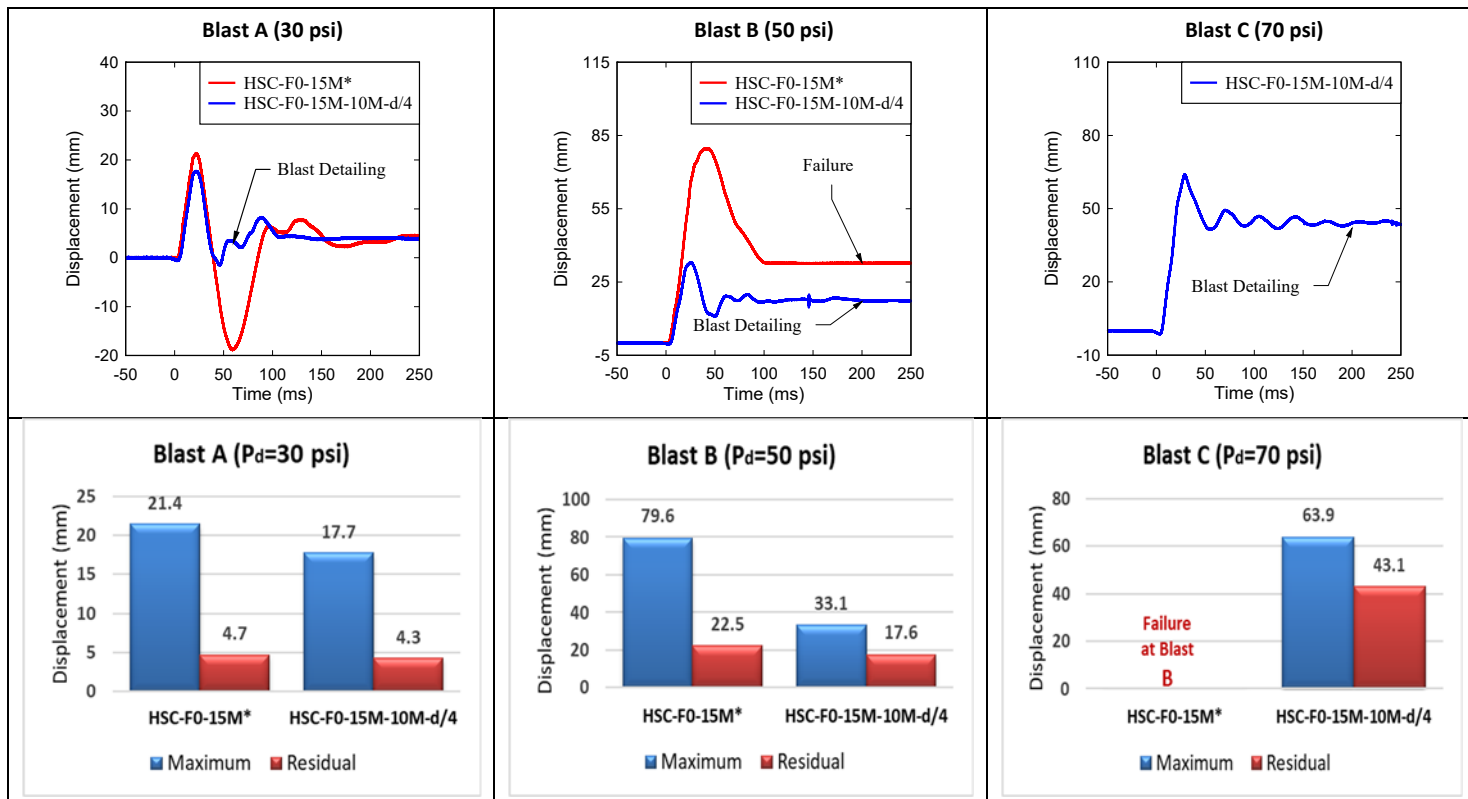 Blast A (30 psi)
HSC-F0-15M*
HSC-F0-15M-10M-d/4
40
30
20
10
0
-10
-20
Displacement (mm)
Blast Detailing
-50 0 50 100 150 200 250
Time (ms)
Blast B (50 psi)
HSC-F0-15M*
HSC-F0-15M-10M-d/4
115
85
55
25
-5
Displacement (mm)
Failure
Blast Detailing
-50 0 50 100 150 200 250
Time (ms)
Blast C (70 psi)
HSC-F0-15M-10M-d/4
110
90
60
40
10
-10
Displacement (mm)
Blast Detailing
-50 0 50 100 150 200 250
Time (ms)
Blast A (Pd=30 psi)
25
20
15
10
5
0
Displacement (mm)
21.4
4.7
17.7
4.3
HSC-F0-15M* HSC-F0-15M-10M-d/4
Maximum Residual
Blast B (Pd=50 psi)
100
80
60
40
20
0
Displacement (mm)
79.6
22.5
33.1
17.6
HSC-F0-15M* HSC-F0-15M-10M-d/4
Maximum Residual
Blast C (Pd=70 psi)
80
60
40
20
0
Displacement (mm)
Failure
at Blast
B
63.9
43.1
HSC-F0-15M* HSC-F0-15M-10M-d/4
Maximum Residual